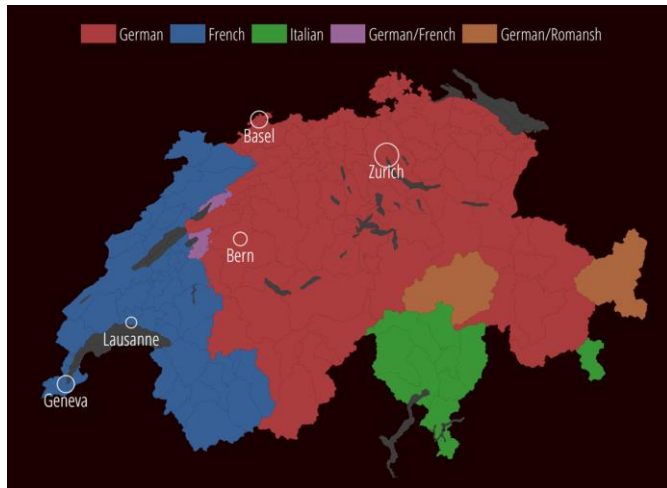 German French Italian German/French German/Romansh
Basel
Zurich
Bern
Lausanne
Geneva